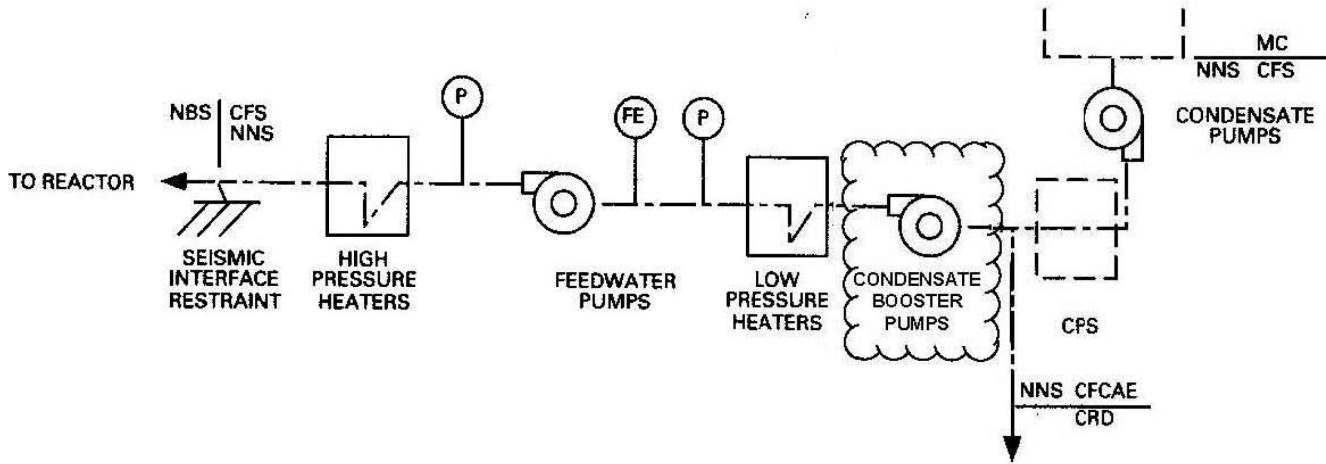 MC
NNS CFS
CONDENSATE
PUMPS
P
FE
P
NBS CFS
NNS
TO REACTOR
SEISMIC
INTERFACE
RESTRAINT
HIGH
PRESSURE
HEATERS
FEEDWATER
PUMPS
LOW
PRESSURE
HEATERS
CONDENSATE
BOOSTER
PUMPS
CPS
NNS CFCAE
CRD